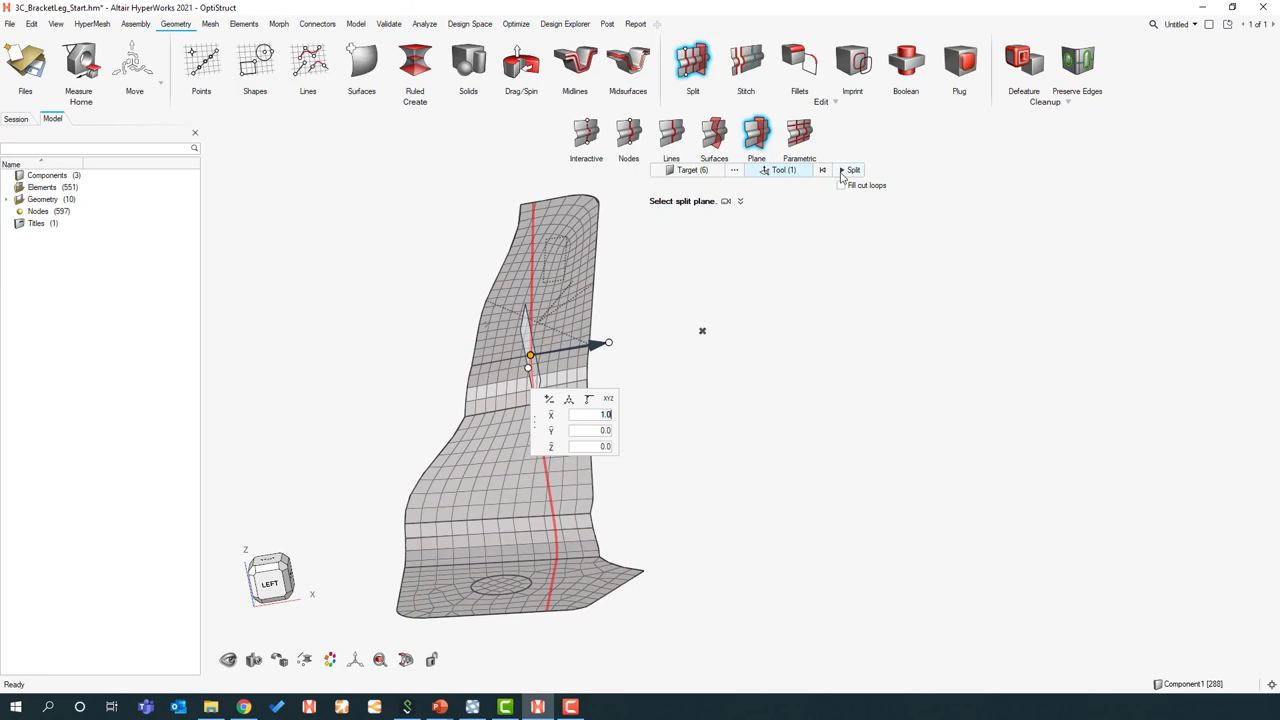 3C_BracketLeg_Start.hm* - Altair HyperWorks 2021 - OptiStruct
File Edit View HyperMesh Assembly Geometry Mesh Elements Morph Connectors Model Validate Analyze Design Space Optimize Design Explorer Post Report Untitled 1 of 1
Files Measure Move Points Shapes Lines Surfaces Ruled Solids Drag/Spin Midlines Midsurfaces Split Stitch Fillets Imprint Boolean Plug Defeature Preserve Edges
Home Create Edit Cleanup
Session Model
Interactive Nodes Lines Surfaces Plane Parametric
Name
Target (6) ... Tool (1) Split
Components (3)
Fill cut loops
Elements (551)
Geometry (10)
Select split plane.
Nodes (597)
Titles (1)
XYZ
X 1.0
Y 0.0
Z 0.0
Z
LEFT
X
Ready
Component1 [288]